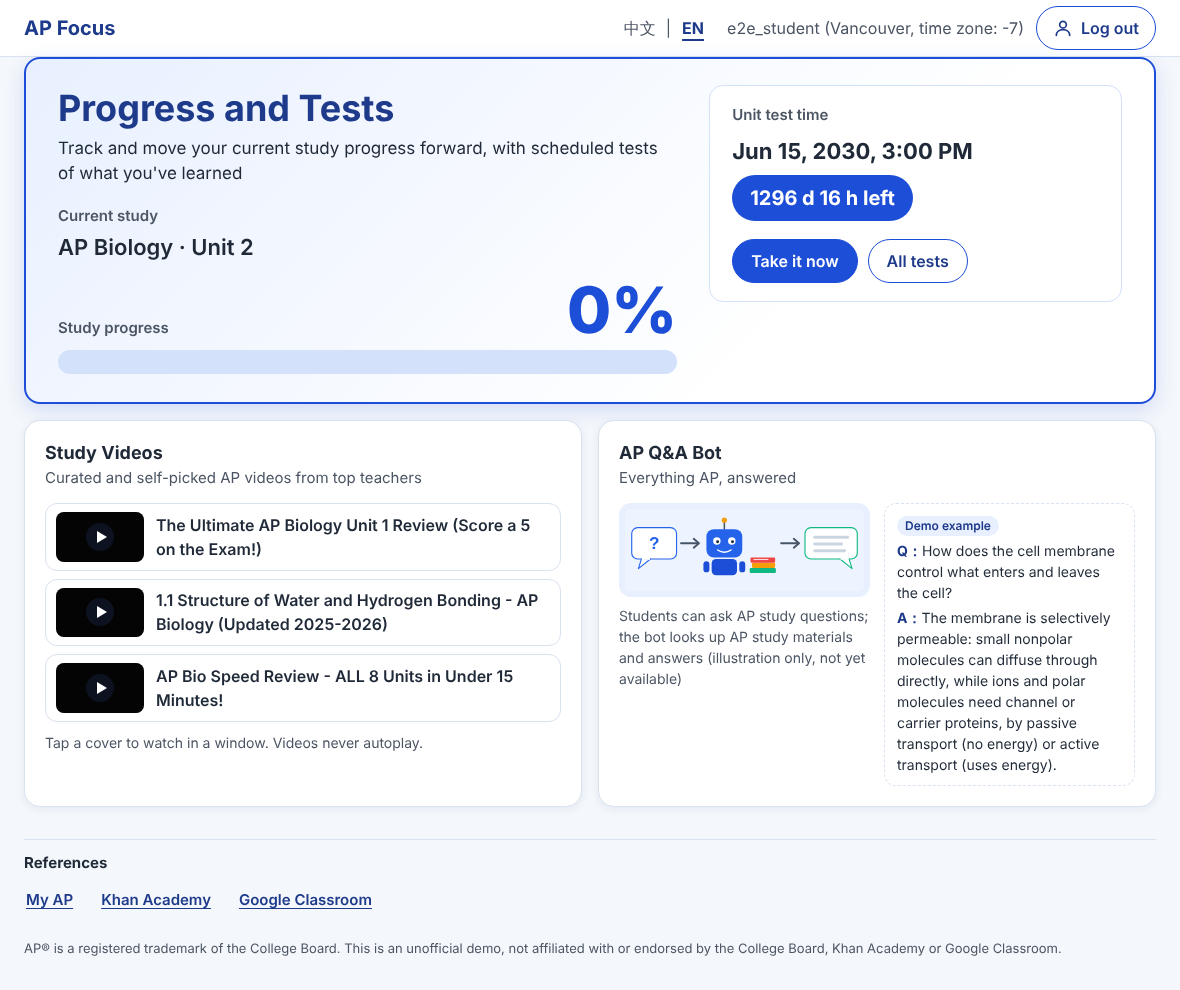 AP Focus
中文 | EN
e2e_student (Vancouver, time zone: -7)
Log out
Progress and Tests
Track and move your current study progress forward, with scheduled tests
of what you've learned
Current study
AP Biology · Unit 2
Study progress
0%
Unit test time
Jun 15, 2030, 3:00 PM
1296 d 16 h left
Take it now
All tests
Study Videos
Curated and self-picked AP videos from top teachers
The Ultimate AP Biology Unit 1 Review (Score a 5
on the Exam!)
1.1 Structure of Water and Hydrogen Bonding - AP
Biology (Updated 2025-2026)
AP Bio Speed Review - ALL 8 Units in Under 15
Minutes!
Tap a cover to watch in a window. Videos never autoplay.
AP Q&A Bot
Everything AP, answered
?
Students can ask AP study questions;
the bot looks up AP study materials
and answers (illustration only, not yet
available)
Demo example
Q：How does the cell membrane
control what enters and leaves
the cell?
A：The membrane is selectively
permeable: small nonpolar
molecules can diffuse through
directly, while ions and polar
molecules need channel or
carrier proteins, by passive
transport (no energy) or active
transport (uses energy).
References
My AP
Khan Academy
Google Classroom
AP® is a registered trademark of the College Board. This is an unofficial demo, not affiliated with or endorsed by the College Board, Khan Academy or Google Classroom.